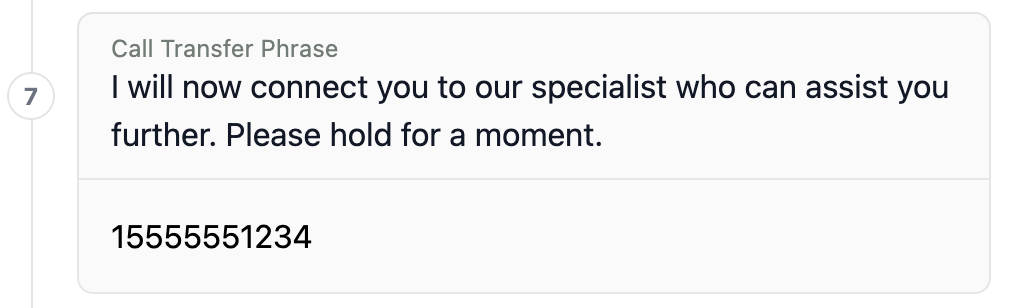 Call Transfer Phrase
7
I will now connect you to our specialist who can assist you
further. Please hold for a moment.
15555551234